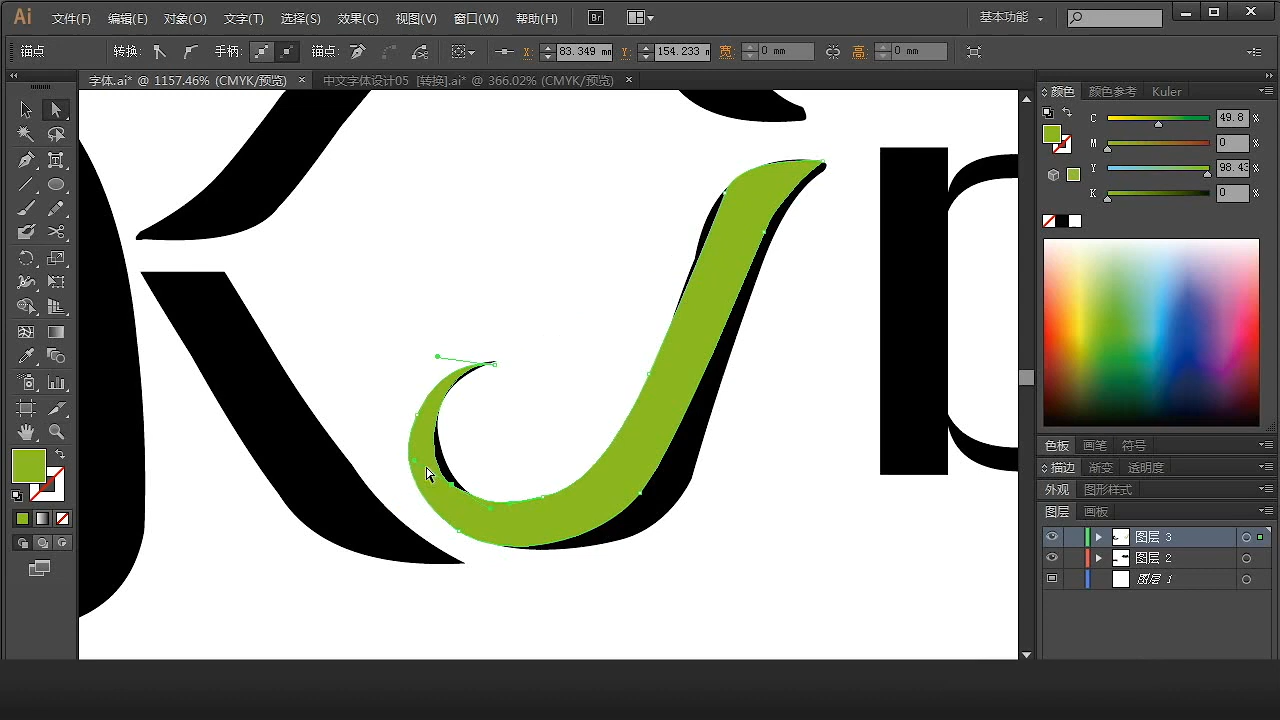 Ai 文件(F) 编辑(E) 对象(O) 文字(T) 选择(S) 效果(C) 视图(V) 窗口(W) 帮助(H) Br 基本功能
锚点 转换: 手柄: 锚点: X: 83.349 mm Y: 154.233 m 宽: 0 mm 高: 0 mm
字体.ai* @ 1157.46% (CMYK/预览) × 中文字体设计05 [转换].ai* @ 366.02% (CMYK/预览) ×
颜色 颜色参考 Kuler
C 49.8 %
M 0 %
Y 98.43 %
K 0 %
色板 画笔 符号
描边 渐变 透明度
外观 图形样式
图层 画板
图层 3
图层 2
图层 1